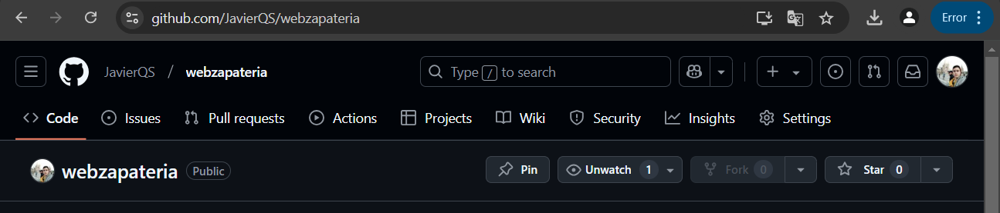 github.com/JavierQS/webzapateria
Error
JavierQS / webzapateria
Type / to search
Code Issues Pull requests Actions Projects Wiki Security Insights Settings
webzapateria Public Pin Unwatch 1 Fork 0 Star 0